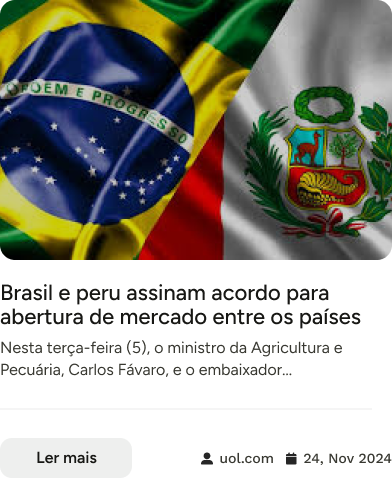 ORDEM E PROGRESSO
Brasil e peru assinam acordo para
abertura de mercado entre os países
Nesta terça-feira (5), o ministro da Agricultura e
Pecuária, Carlos Fávaro, e o embaixador...
Ler mais
uol.com
24, Nov 2024